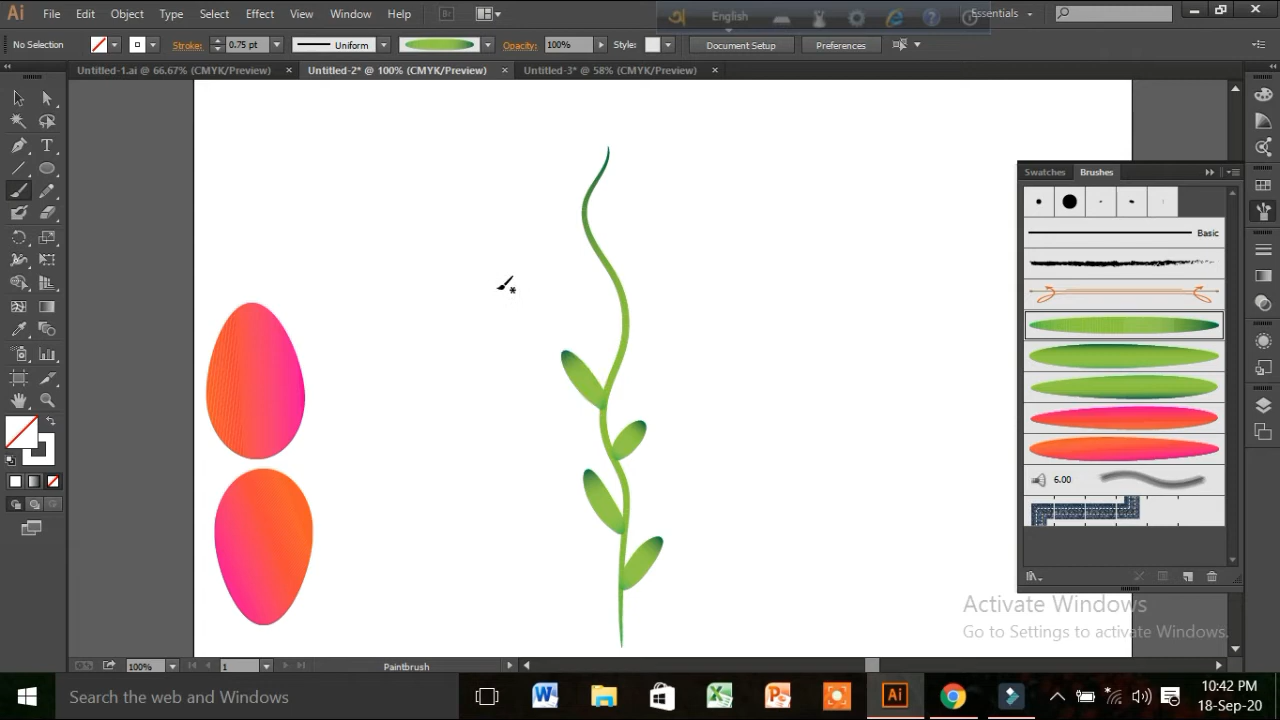 Ai File Edit Object Type Select Effect View Window Help Br English Essentials
No Selection Stroke: 0.75 pt Uniform Opacity: 100% Style: Document Setup Preferences
Untitled-1.ai @ 66.67% (CMYK/Preview) Untitled-2* @ 100% (CMYK/Preview) Untitled-3* @ 58% (CMYK/Preview)
Swatches Brushes
Basic
6.00
Activate Windows
Go to Settings to activate Windows.
100% 1 Paintbrush
Search the web and Windows
Ai
10:42 PM
18-Sep-20